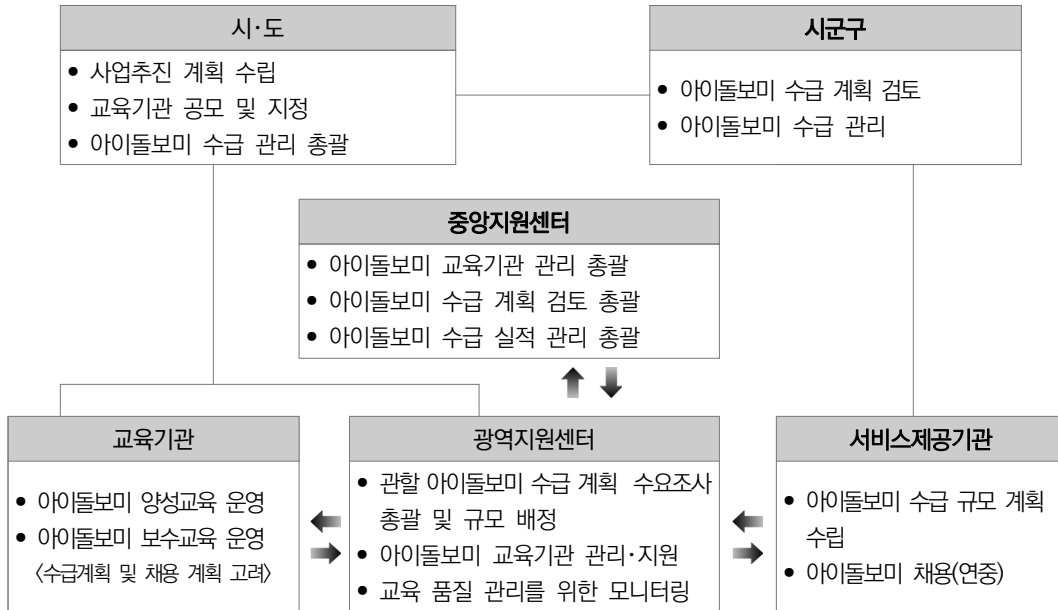 시·도
• 사업추진 계획 수립
• 교육기관 공모 및 지정
• 아이돌보미 수급 관리 총괄
시군구
• 아이돌보미 수급 계획 검토
• 아이돌보미 수급 관리
중앙지원센터
• 아이돌보미 교육기관 관리 총괄
• 아이돌보미 수급 계획 검토 총괄
• 아이돌보미 수급 실적 관리 총괄
교육기관
• 아이돌보미 양성교육 운영
• 아이돌보미 보수교육 운영
<수급계획 및 채용 계획 고려>
광역지원센터
• 관할 아이돌보미 수급 계획 수요조사
총괄 및 규모 배정
• 아이돌보미 교육기관 관리·지원
• 교육 품질 관리를 위한 모니터링
서비스제공기관
• 아이돌보미 수급 규모 계획
수립
• 아이돌보미 채용(연중)